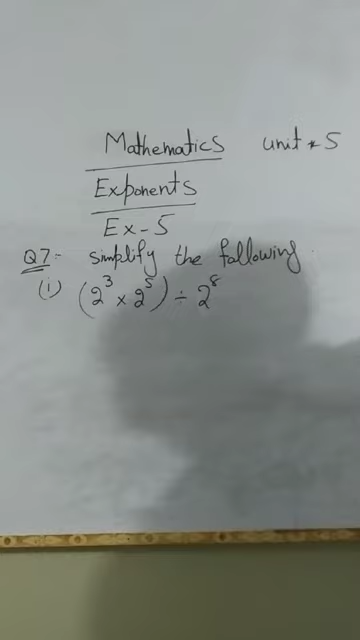 Mathematics unit * 5
Exponents
Ex - 5
Q7:- simplify the following.
(i) (2³ × 2⁵) ÷ 2⁸